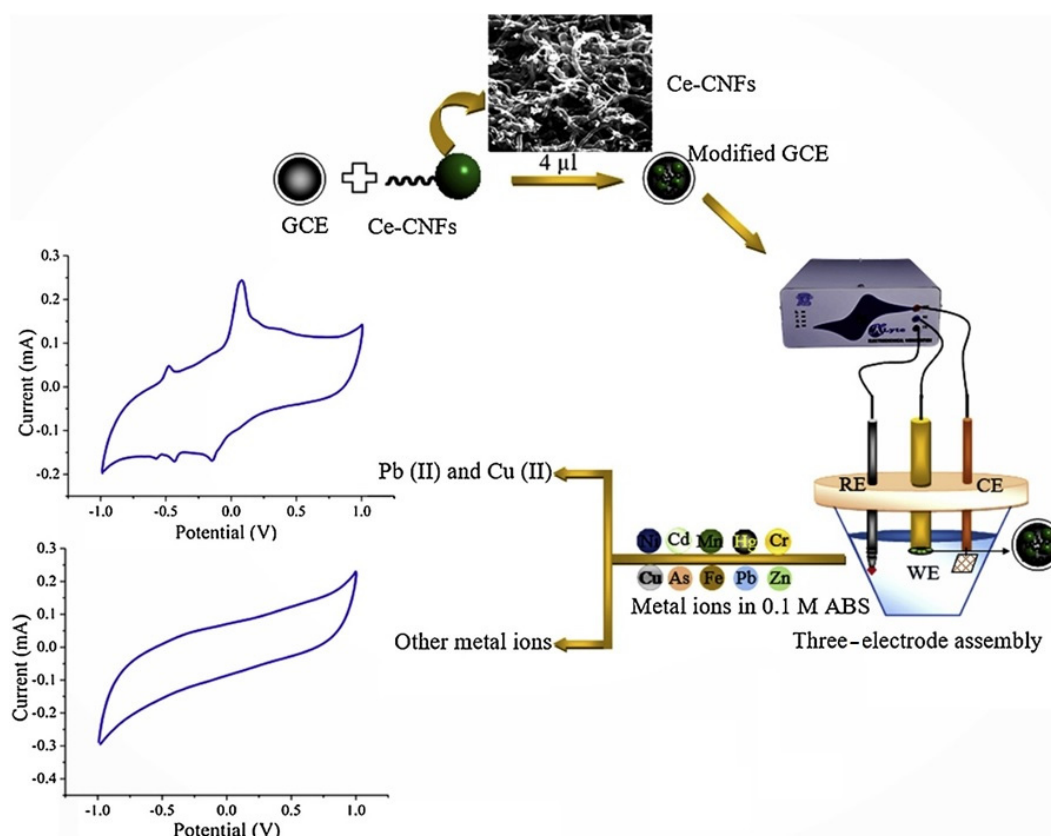 Ce-CNFs
4 µl
Modified GCE
GCE
Ce-CNFs
0.3
0.2
0.1
0.0
-0.1
-0.2
Current (mA)
-1.0 -0.5 0.0 0.5 1.0
Potential (V)
Pb (II) and Cu (II)
RE
CE
WE
Ni Cd Mn Hg Cr
Cu As Fe Pb Zn
Metal ions in 0.1 M ABS
Three-electrode assembly
Other metal ions
0.3
0.2
0.1
0.0
-0.1
-0.2
-0.3
-0.4
Current (mA)
-1.0 -0.5 0.0 0.5 1.0
Potential (V)